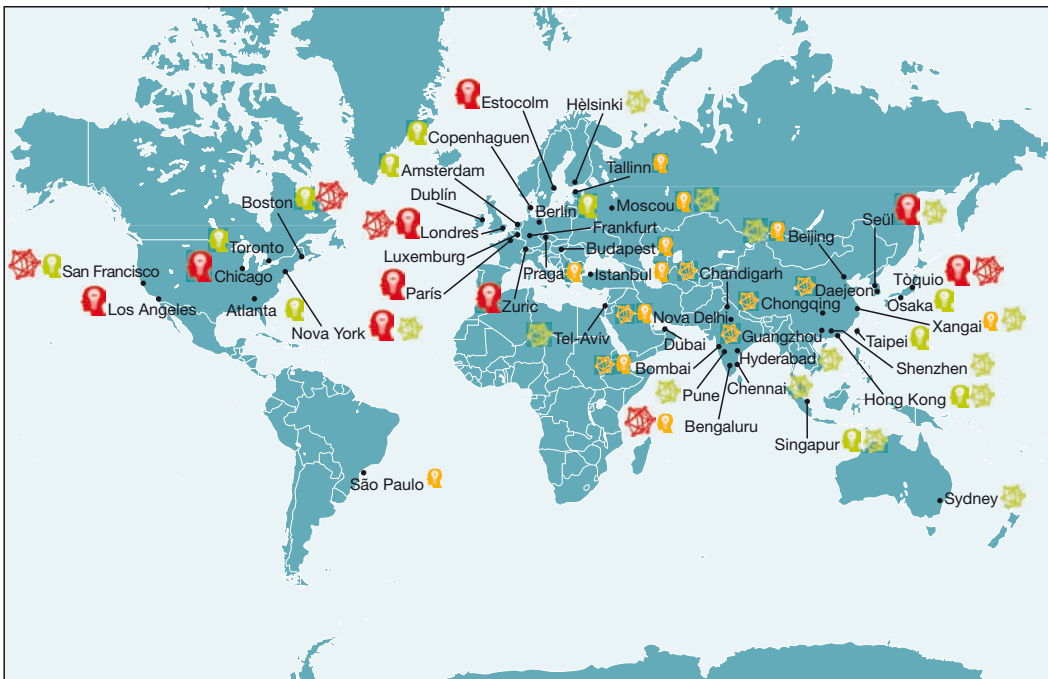 Estocolm
Hèlsinki
Copenhaguen
Amsterdam
Tallinn
Dublín
Berlín
Moscou
Boston
Seül
Londres
Frankfurt
Beijing
Toronto
Luxemburg
Budapest
San Francisco
Chicago
Praga
Istanbul
Chandigarh
Tòquio
París
Daejeon
Los Angeles
Atlanta
Zuric
Chongqing
Osaka
Nova York
Nova Delhi
Xangai
Tel-Aviv
Dubai
Guangzhou
Taipei
Bombai
Hyderabad
Shenzhen
Pune
Chennai
Hong Kong
Bengaluru
Singapur
São Paulo
Sydney